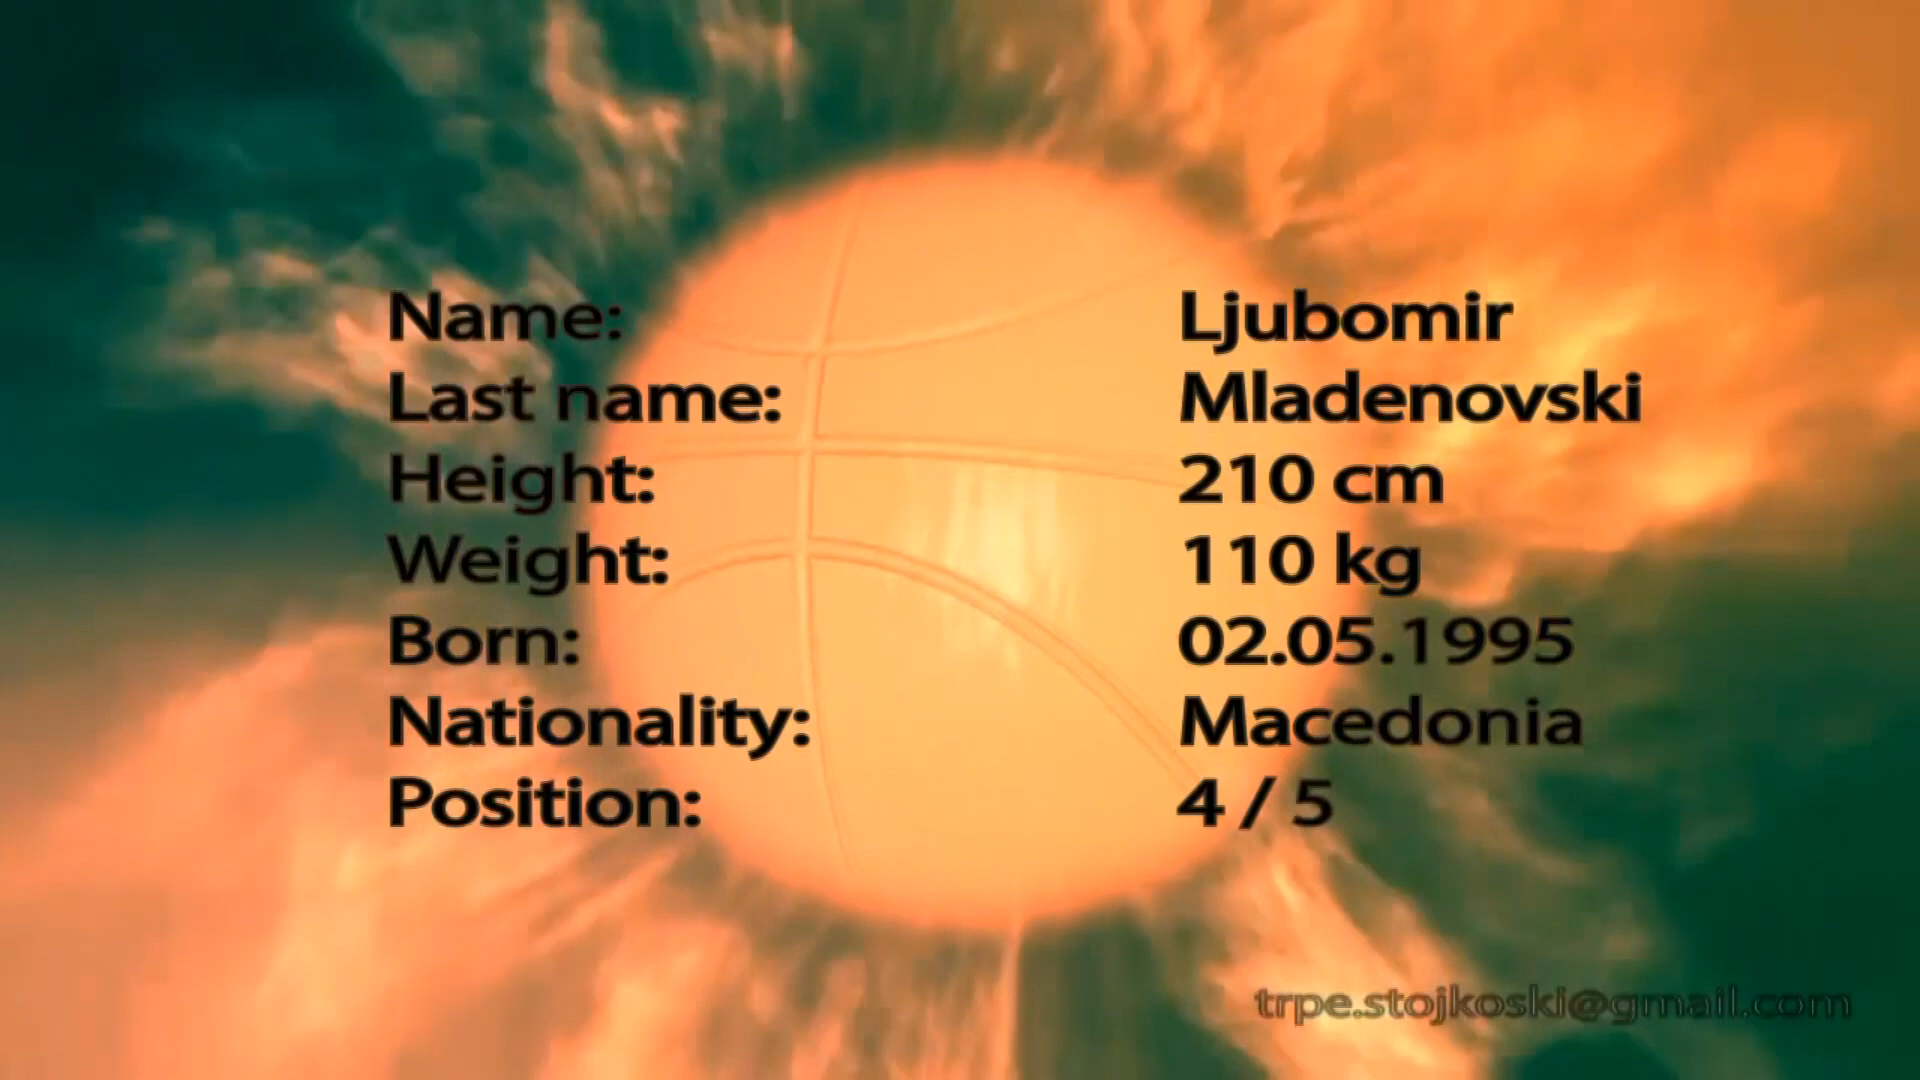 Name: Ljubomir
Last name: Mladenovski
Height: 210 cm
Weight: 110 kg
Born: 02.05.1995
Nationality: Macedonia
Position: 4 / 5
trpe.stojkoski@gmail.com